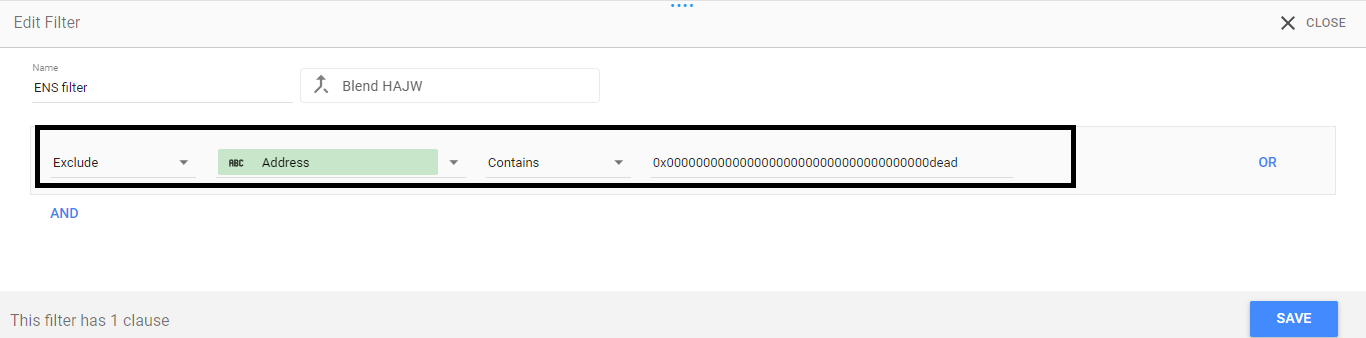 Edit Filter
CLOSE
Name
ENS filter
Blend HAJW
Exclude
ABC Address
Contains
0x000000000000000000000000000000000000dead
OR
AND
This filter has 1 clause
SAVE